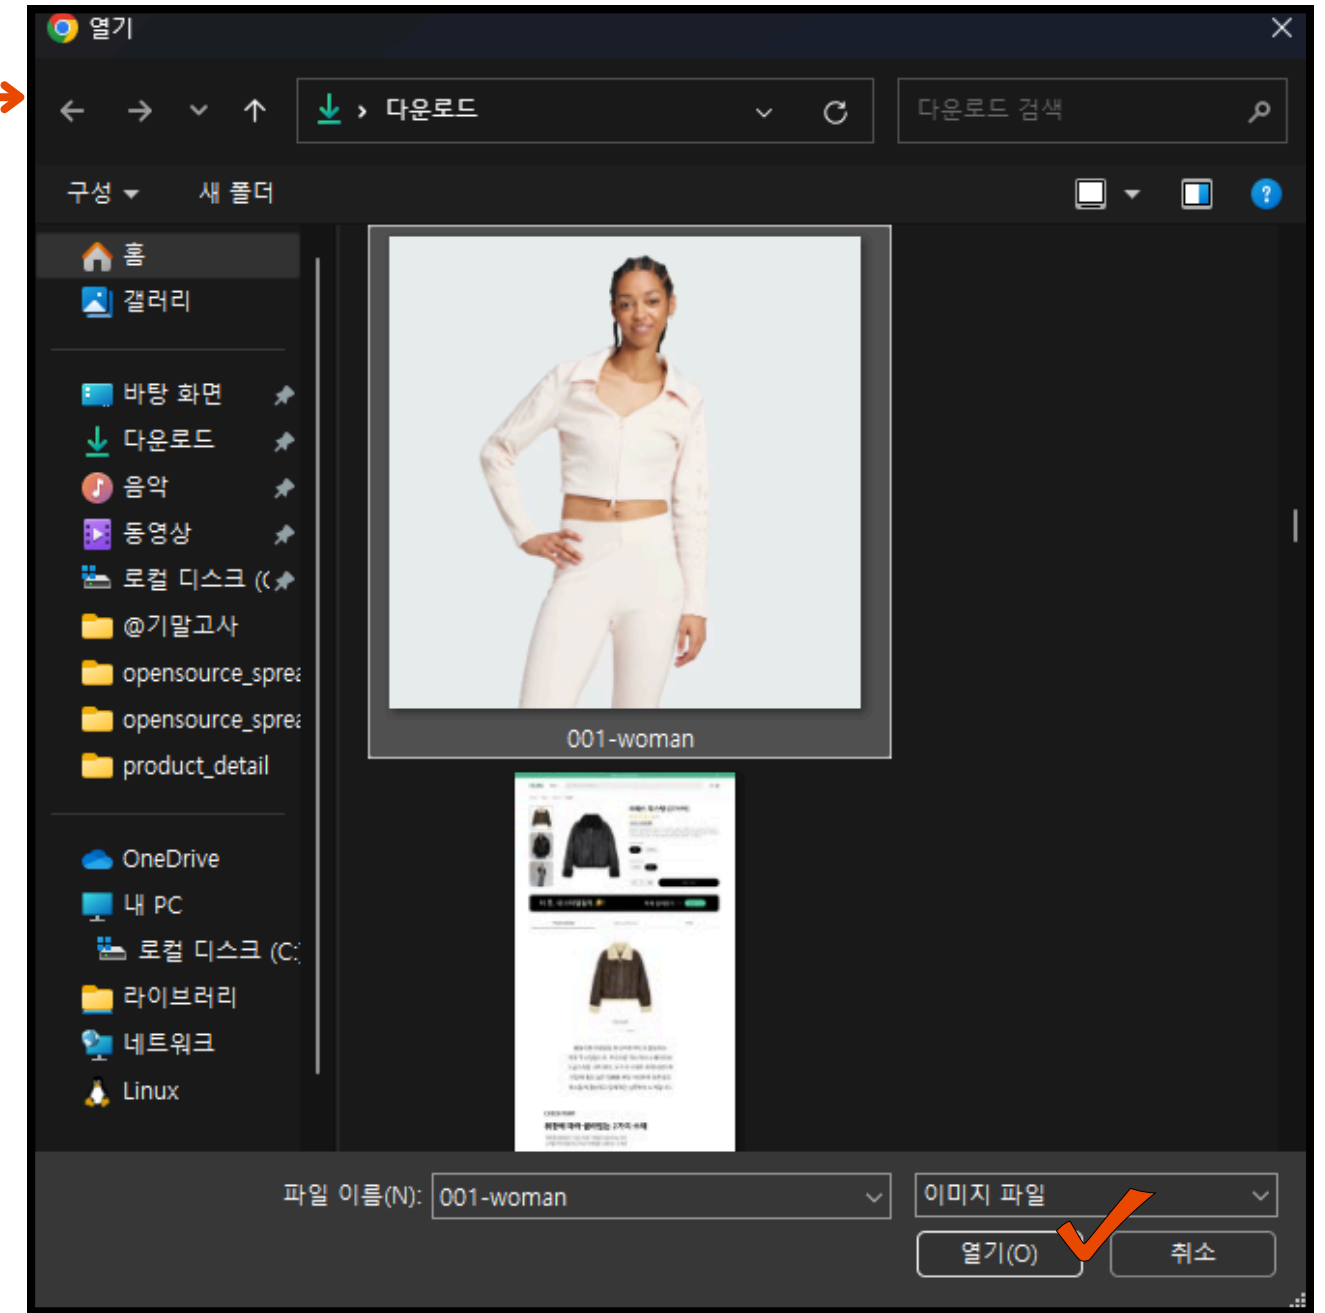 열기
다운로드
다운로드 검색
구성
새 폴더
홈
갤러리
바탕 화면
다운로드
음악
동영상
로컬 디스크 ((
@기말고사
opensource_sprea
opensource_sprea
product_detail
OneDrive
내 PC
로컬 디스크 (C:)
라이브러리
네트워크
Linux
001-woman
파일 이름(N): 001-woman
이미지 파일
열기(O)
취소